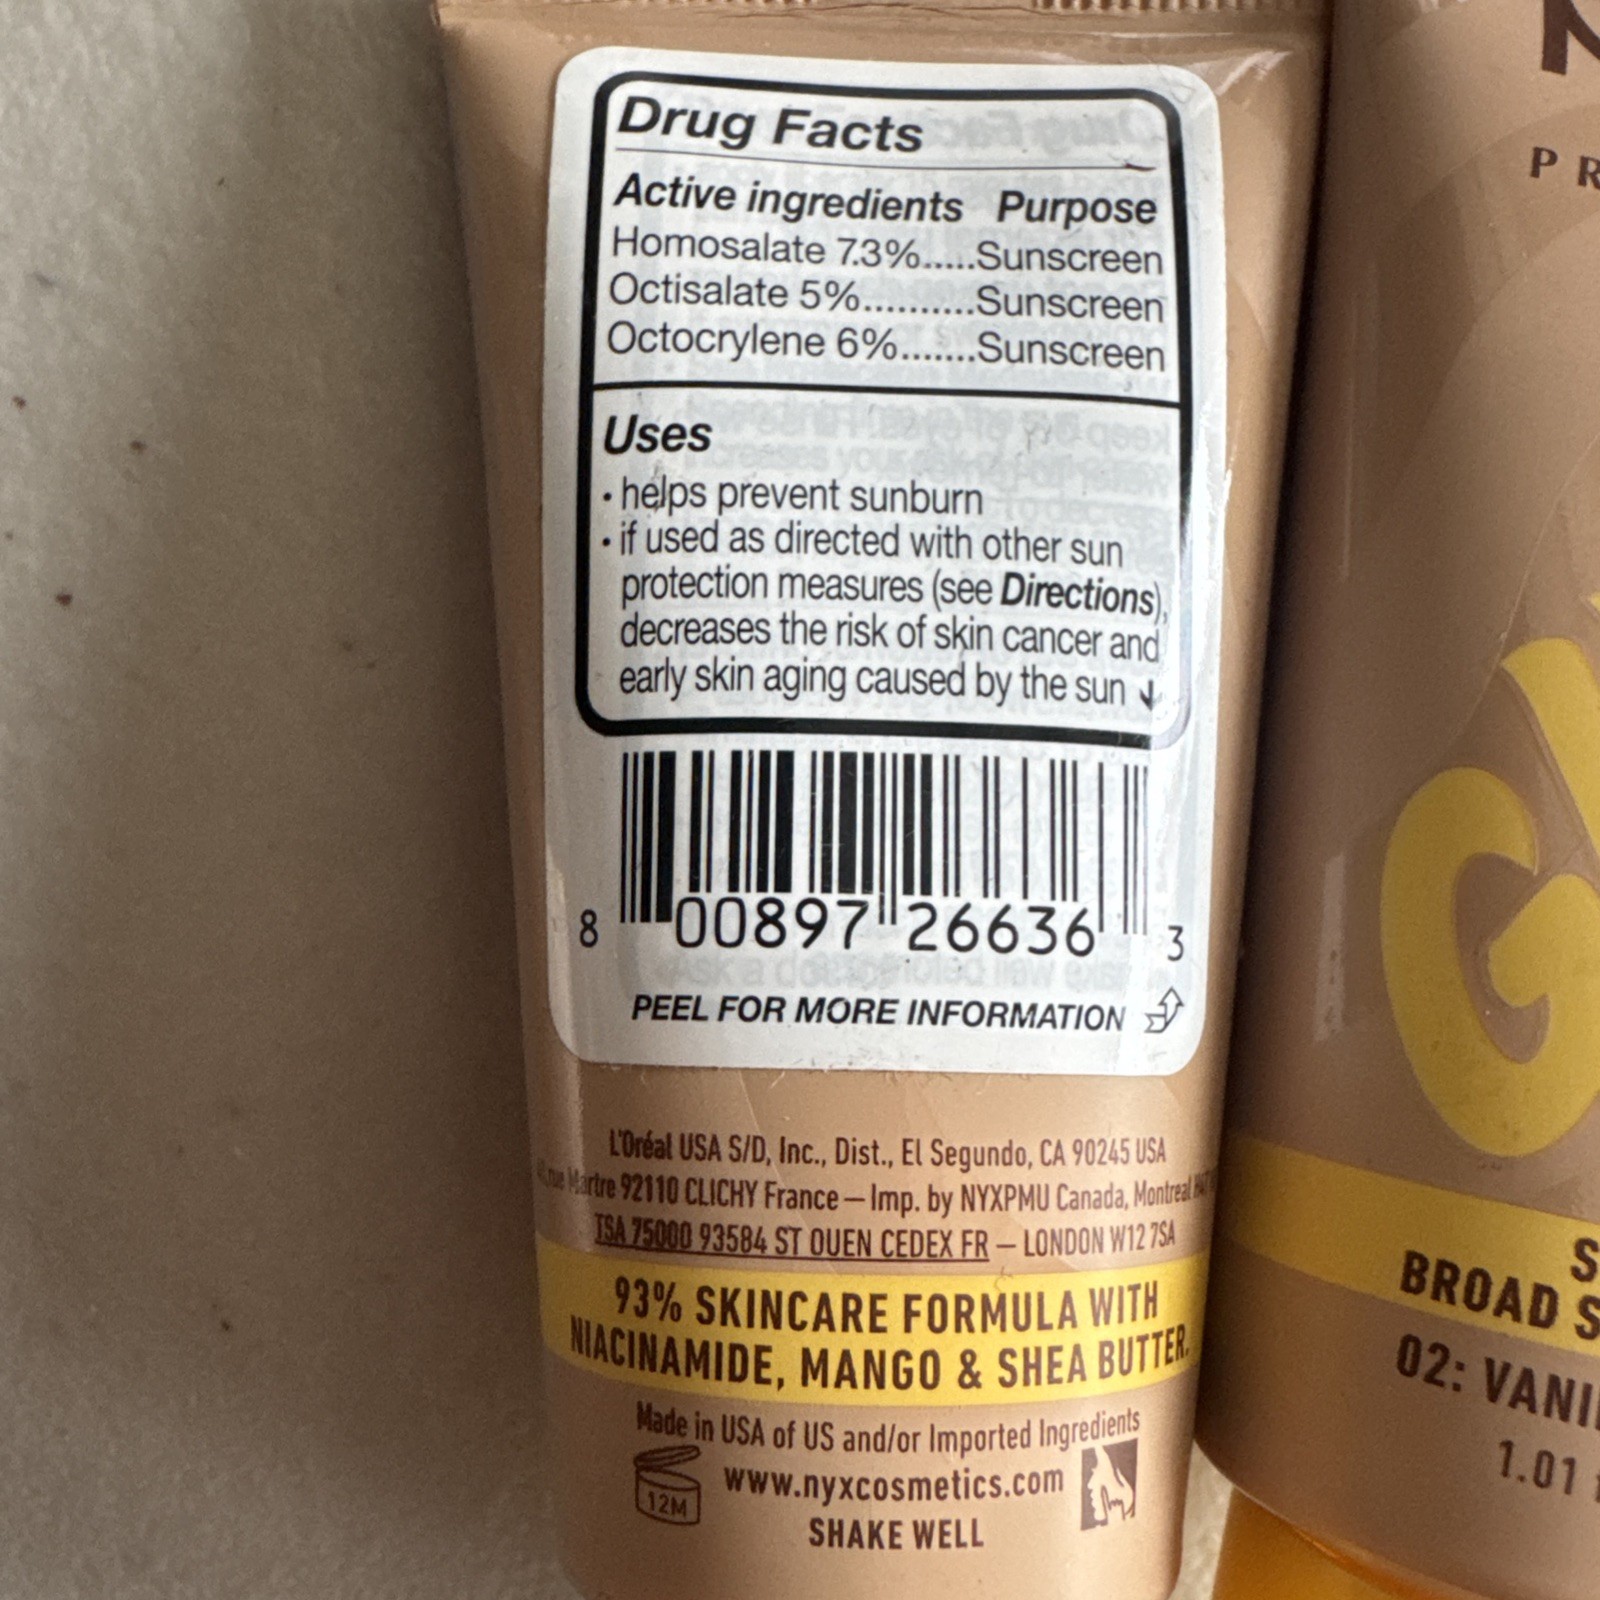 Drug Facts
Active ingredients Purpose
Homosalate 7.3%.....Sunscreen
Octisalate 5%..........Sunscreen
Octocrylene 6%.......Sunscreen
Uses
• helps prevent sunburn
• if used as directed with other sun
protection measures (see Directions),
decreases the risk of skin cancer and
early skin aging caused by the sun
8 00897 26636 3
PEEL FOR MORE INFORMATION
L'Oréal USA S/D, Inc., Dist., El Segundo, CA 90245 USA
rue Martre 92110 CLICHY France – Imp. by NYXPMU Canada, Montreal
TSA 75000 93584 ST OUEN CEDEX FR – LONDON W12 7SA
93% SKINCARE FORMULA WITH
NIACINAMIDE, MANGO & SHEA BUTTER.
Made in USA of US and/or Imported Ingredients
12M
www.nyxcosmetics.com
SHAKE WELL
PR
G
S
BROAD S
02: VANI
1.01